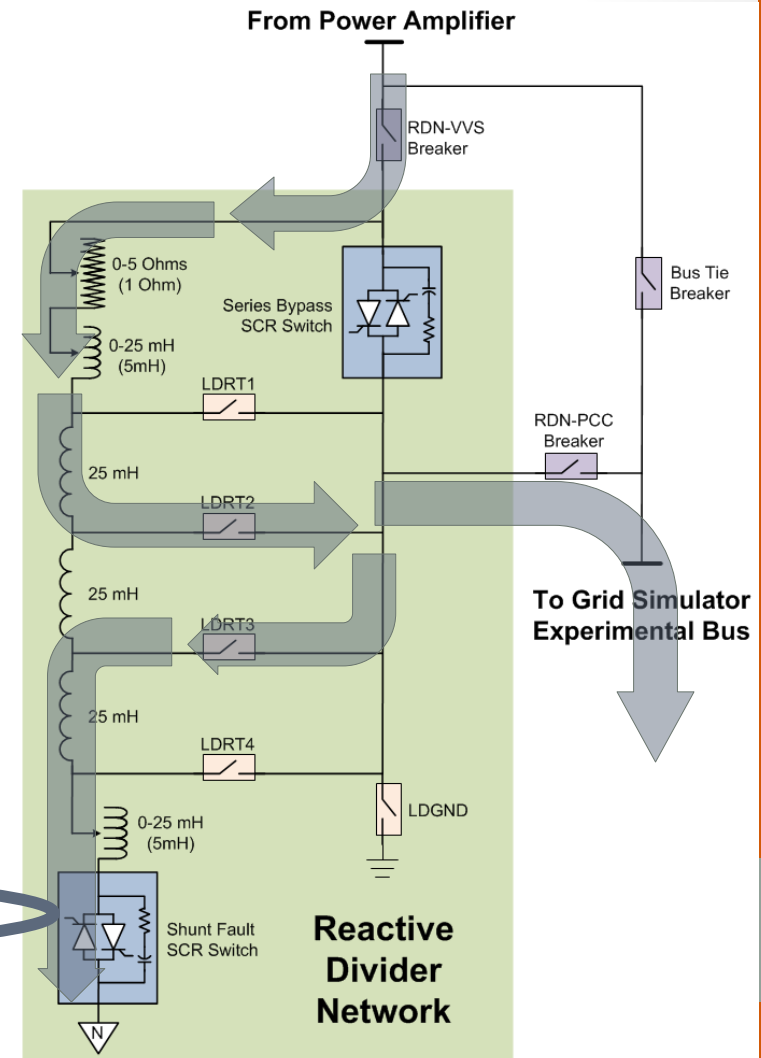 From Power Amplifier
RDN-VVS
Breaker
0-5 Ohms
(1 Ohm)
Series Bypass
SCR Switch
Bus Tie
Breaker
0-25 mH
(5mH)
LDRT1
RDN-PCC
Breaker
25 mH
LDRT2
25 mH
To Grid Simulator
Experimental Bus
LDRT3
25 mH
LDRT4
0-25 mH
(5mH)
LDGND
Shunt Fault
SCR Switch
Reactive
Divider
Network
N